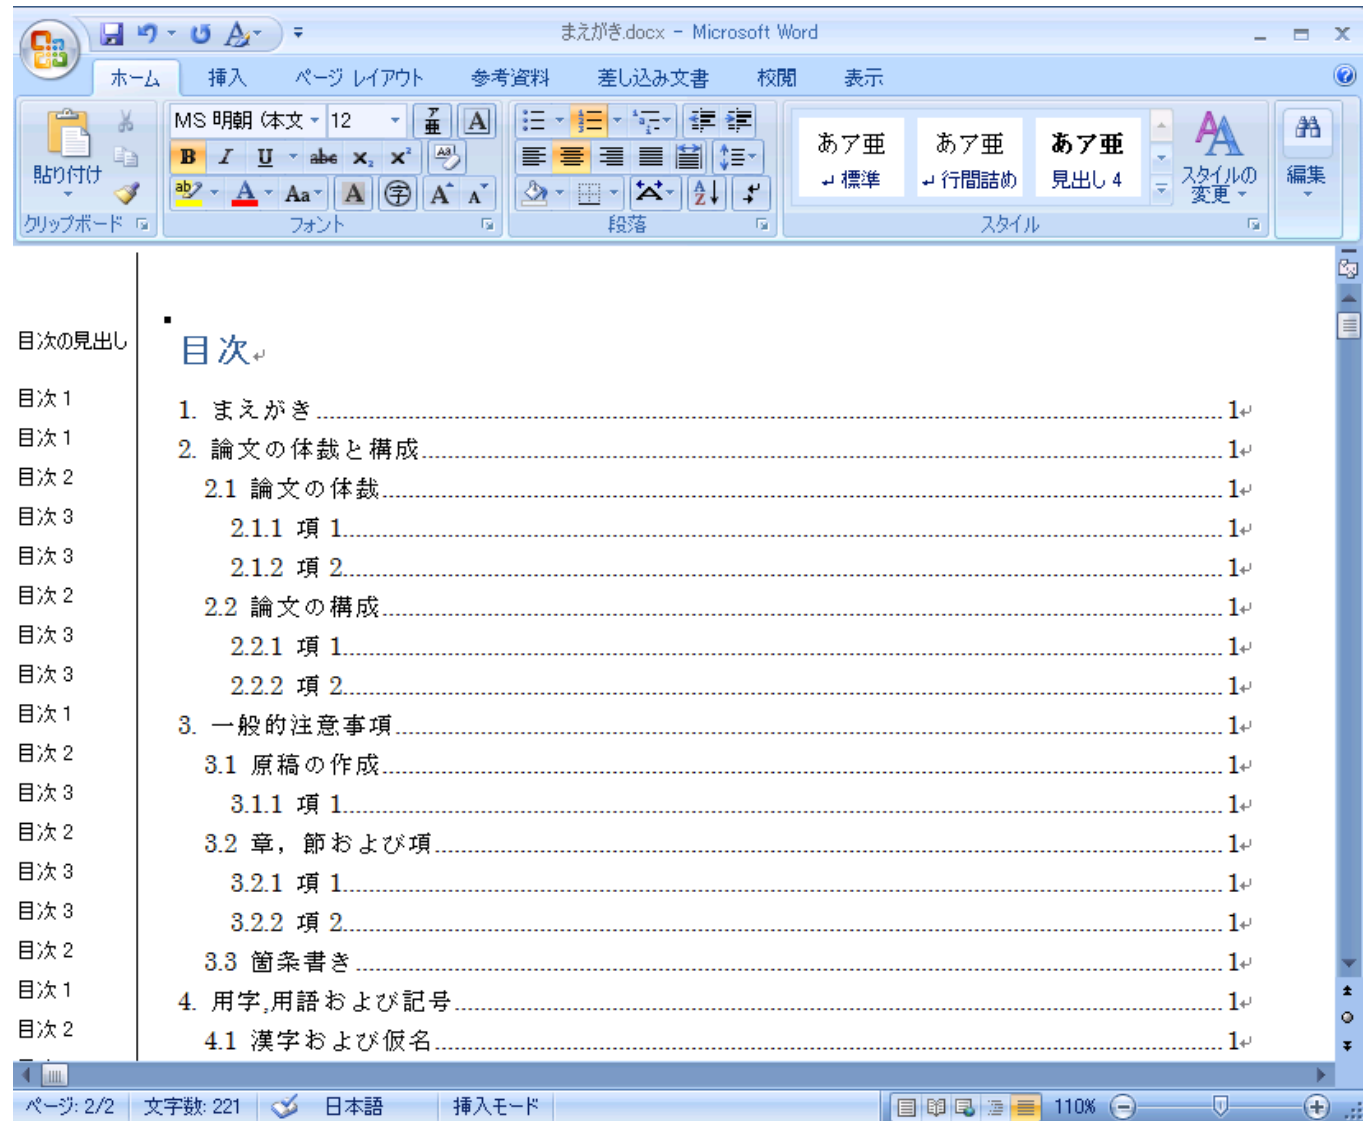 まえがき.docx - Microsoft Word
ホーム 挿入 ページ レイアウト 参考資料 差し込み文書 校閲 表示
MS 明朝 (本文 12 ア亜 A
貼り付け B I U abe x₂ x² Aa
ab A Aa A 字 A A A Z
あア亜 あア亜 あア亜
↵ 標準 ↵ 行間詰め 見出し 4
スタイルの変更 編集
クリップボード フォント 段落 スタイル
目次の見出し 目次↵
目次 1 1. まえがき 1↵
目次 1 2. 論文の体裁と構成 1↵
目次 2 2.1 論文の体裁 1↵
目次 3 2.1.1 項 1 1↵
目次 3 2.1.2 項 2 1↵
目次 2 2.2 論文の構成 1↵
目次 3 2.2.1 項 1 1↵
目次 3 2.2.2 項 2 1↵
目次 1 3. 一般的注意事項 1↵
目次 2 3.1 原稿の作成 1↵
目次 3 3.1.1 項 1 1↵
目次 2 3.2 章，節および項 1↵
目次 3 3.2.1 項 1 1↵
目次 3 3.2.2 項 2 1↵
目次 2 3.3 箇条書き 1↵
目次 1 4. 用字,用語および記号 1↵
目次 2 4.1 漢字および仮名 1↵
ページ: 2/2 文字数: 221 日本語 挿入モード 110%